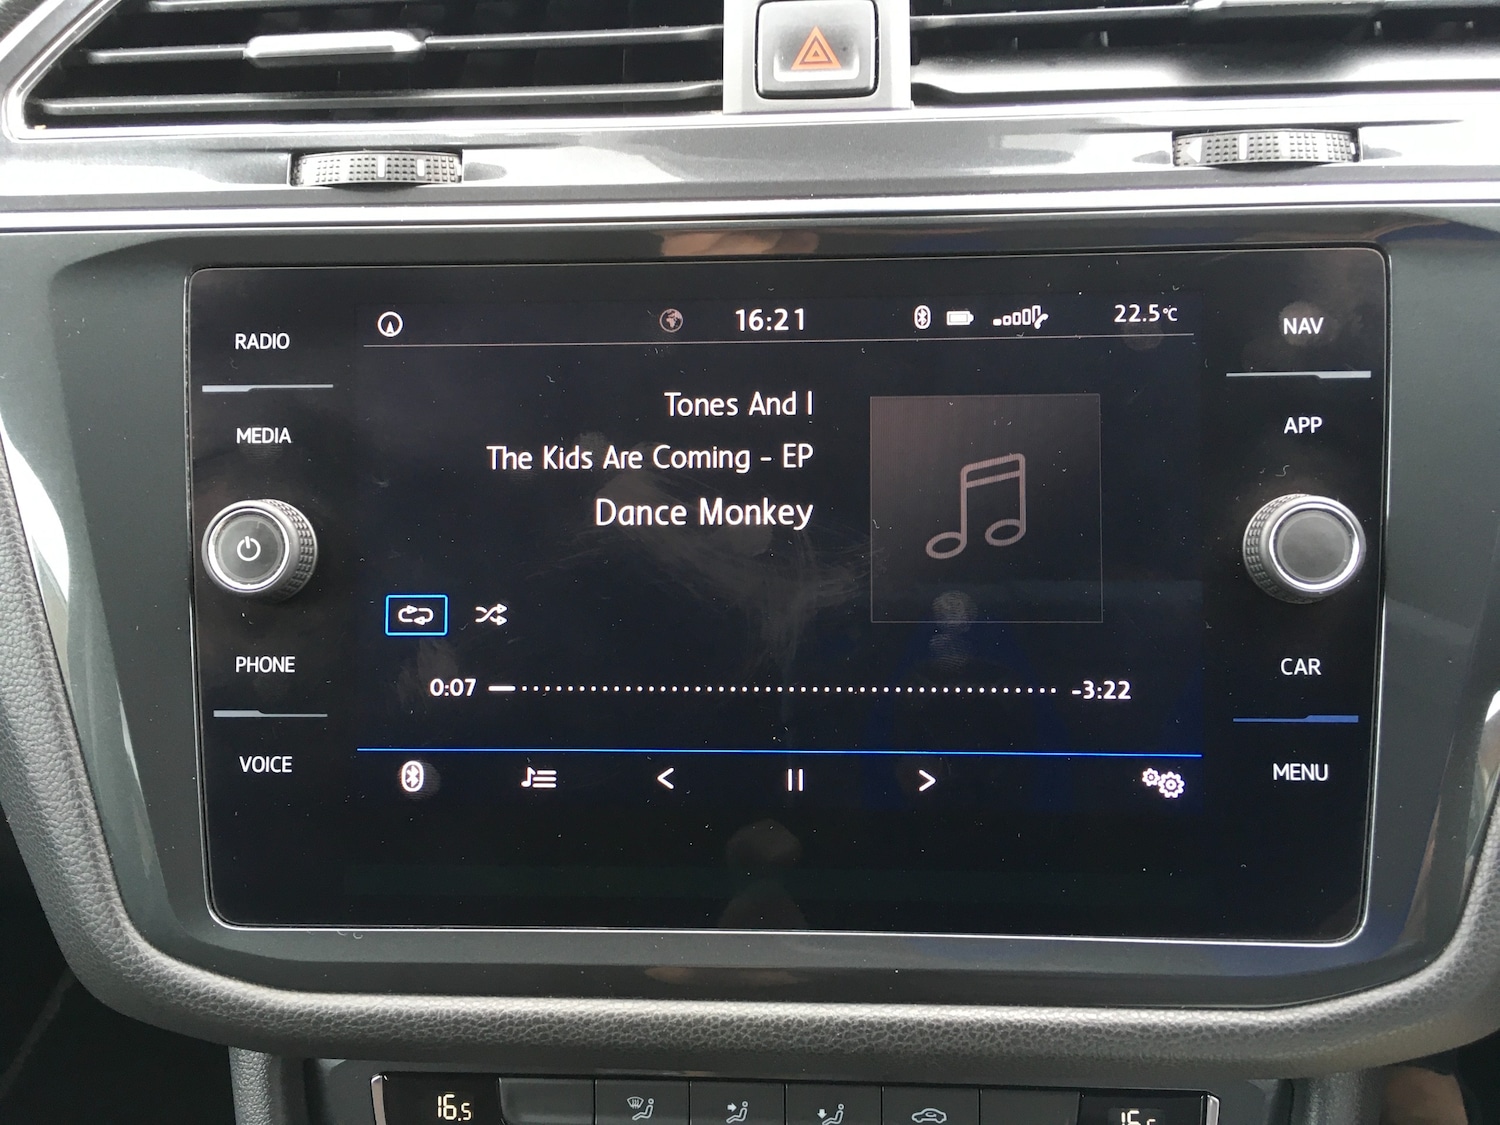 RADIO
MEDIA
PHONE
VOICE
16:21
22.5°C
Tones And I
The Kids Are Coming - EP
Dance Monkey
0:07
-3:22
NAV
APP
CAR
MENU
16.5